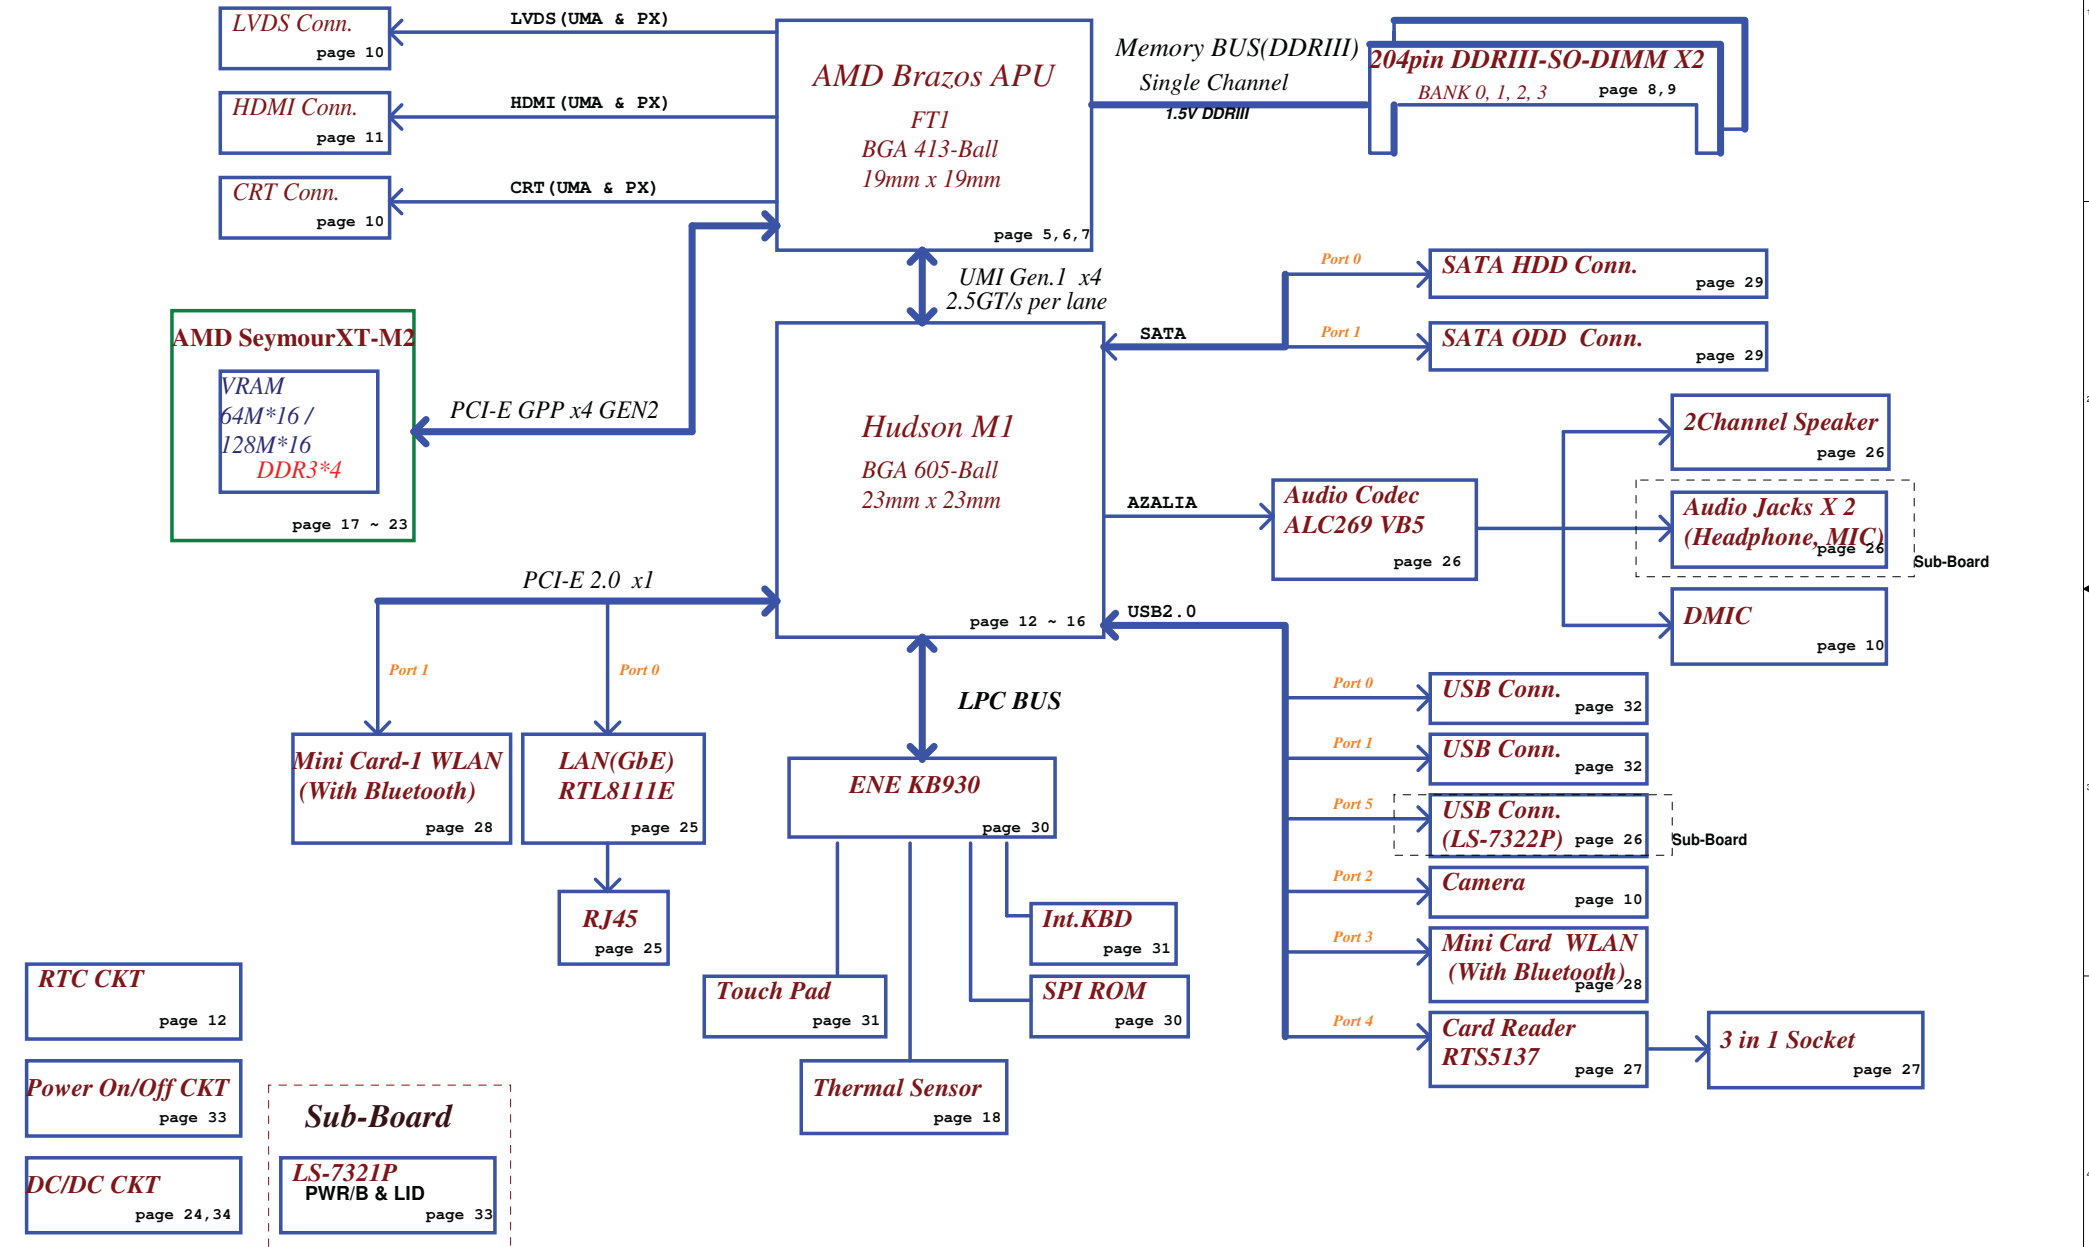 LVDS Conn.
page 10
LVDS(UMA & PX)
HDMI Conn.
page 11
HDMI(UMA & PX)
CRT Conn.
page 10
CRT(UMA & PX)
AMD Brazos APU
FT1
BGA 413-Ball
19mm x 19mm
page 5,6,7
Memory BUS(DDRIII)
Single Channel
1.5V DDRIII
204pin DDRIII-SO-DIMM X2
BANK 0, 1, 2, 3
page 8,9
UMI Gen.1 x4
2.5GT/s per lane
AMD SeymourXT-M2
VRAM
64M*16 /
128M*16
DDR3*4
page 17 ~ 23
PCI-E GPP x4 GEN2
Hudson M1
BGA 605-Ball
23mm x 23mm
page 12 ~ 16
SATA
Port 0
SATA HDD Conn.
page 29
Port 1
SATA ODD Conn.
page 29
AZALIA
Audio Codec
ALC269 VB5
page 26
2Channel Speaker
page 26
Audio Jacks X 2
(Headphone, MIC)
page 26
Sub-Board
DMIC
page 10
USB2.0
Port 0
USB Conn.
page 32
Port 1
USB Conn.
page 32
Port 5
USB Conn.
(LS-7322P)
page 26
Sub-Board
Port 2
Camera
page 10
Port 3
Mini Card WLAN
(With Bluetooth)
page 28
Port 4
Card Reader
RTS5137
page 27
3 in 1 Socket
page 27
PCI-E 2.0 x1
Port 1
Port 0
Mini Card-1 WLAN
(With Bluetooth)
page 28
LAN(GbE)
RTL8111E
page 25
RJ45
page 25
LPC BUS
ENE KB930
page 30
Int.KBD
page 31
Touch Pad
page 31
SPI ROM
page 30
Thermal Sensor
page 18
RTC CKT
page 12
Power On/Off CKT
page 33
DC/DC CKT
page 24,34
Sub-Board
LS-7321P
PWR/B & LID
page 33